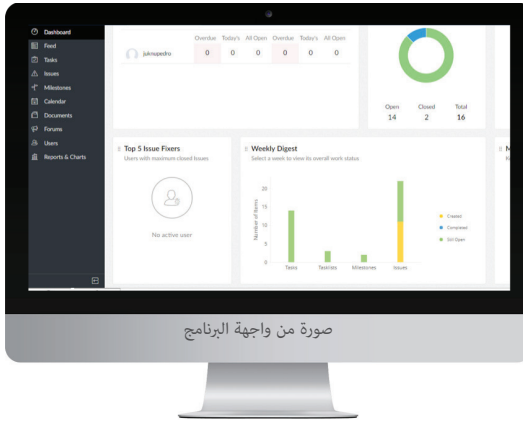 Dashboard
Feed
Tasks
Issues
Milestones
Calendar
Documents
Forums
Users
Reports & Charts
Overdue Today's All Open Overdue Today's All Open
juknupedro 0 0 0 0 0 0
Open Closed Total
14 2 16
Top 5 Issue Fixers
Users with maximum closed issues
No active user
Weekly Digest
Select a week to view its overall work status.
Number of Items
20
15
10
5
0
Tasks Tasklists Milestones Issues
Created
Completed
Still Open
N
صورة من واجهة البرنامج